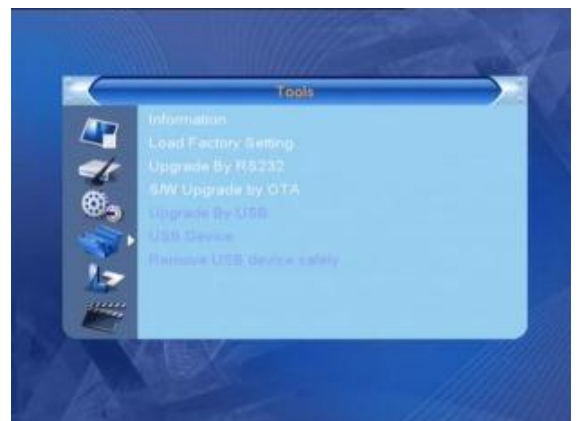 Tools
Information
Load Factory Setting
Upgrade By RS232
S/W Upgrade by OTA
Upgrade By USB
USB Device
Remove USB device safely